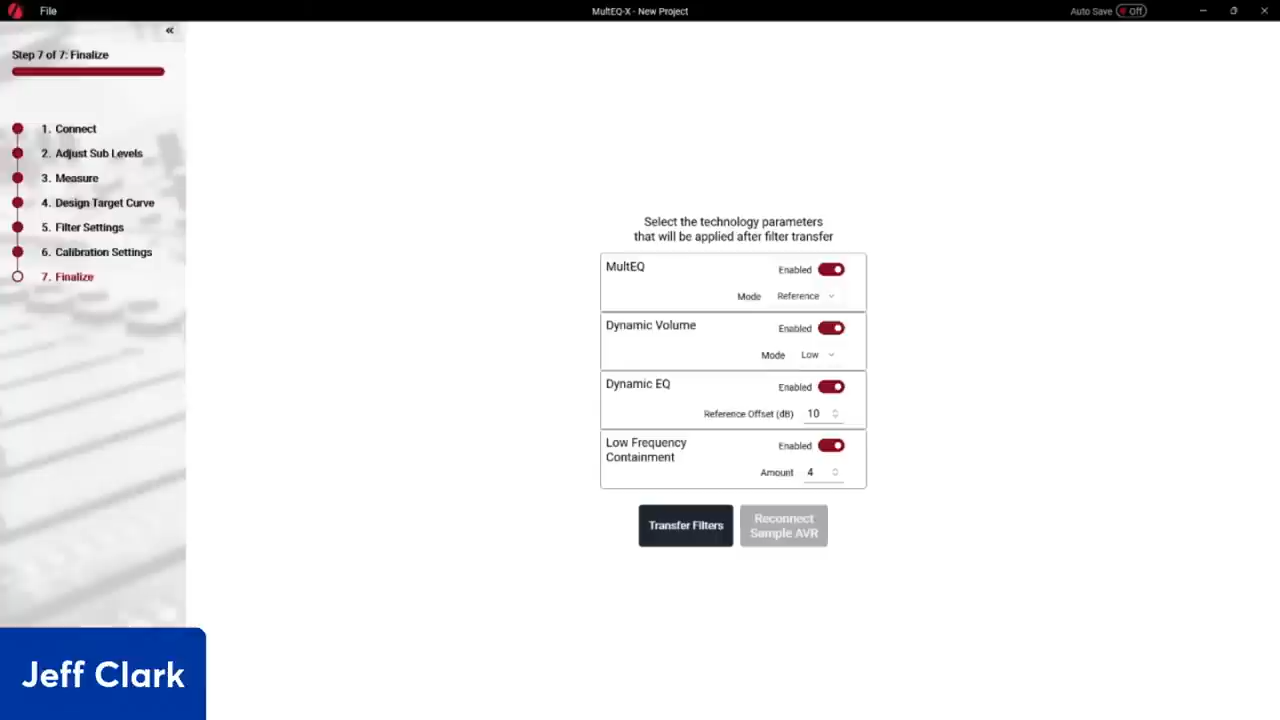 File
MultEQ-X - New Project
Auto Save Off
«
Step 7 of 7: Finalize
1. Connect
2. Adjust Sub Levels
3. Measure
4. Design Target Curve
5. Filter Settings
6. Calibration Settings
7. Finalize
Select the technology parameters
that will be applied after filter transfer
MultEQ
Enabled
Mode Reference
Dynamic Volume
Enabled
Mode Low
Dynamic EQ
Enabled
Reference Offset (dB) 10
Low Frequency
Containment
Enabled
Amount 4
Transfer Filters
Reconnect
Sample AVR
Jeff Clark